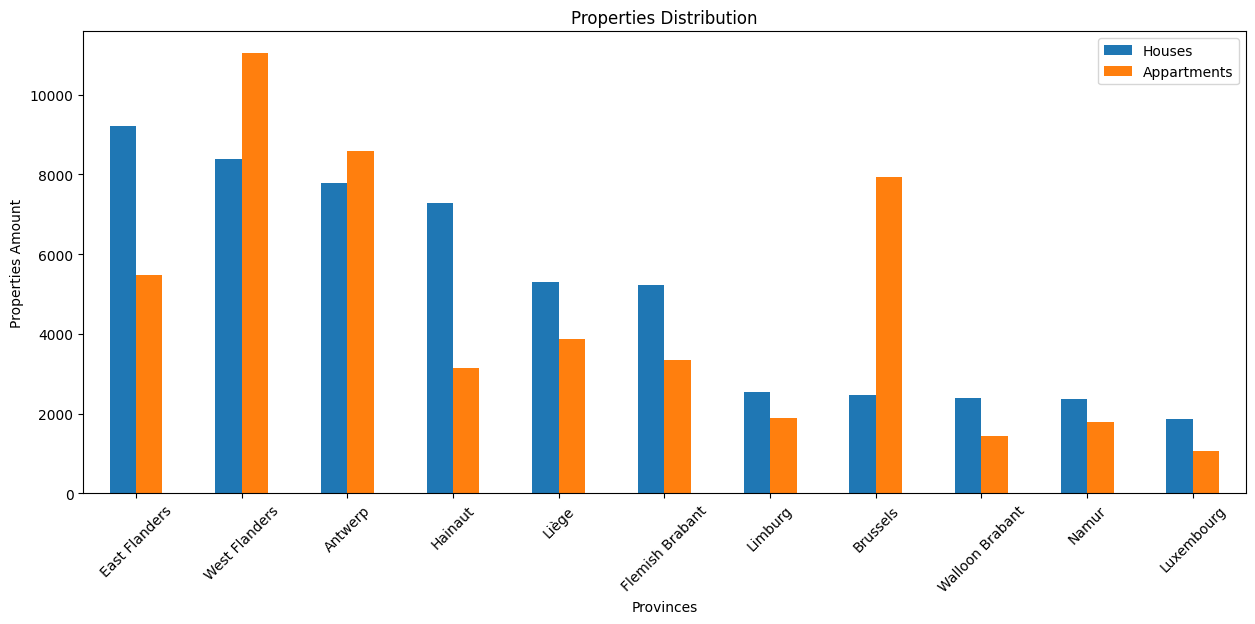 Properties Distribution
Houses
Appartments
Properties Amount
10000
8000
6000
4000
2000
0
East Flanders
West Flanders
Antwerp
Hainaut
Liège
Flemish Brabant
Limburg
Brussels
Walloon Brabant
Namur
Luxembourg
Provinces